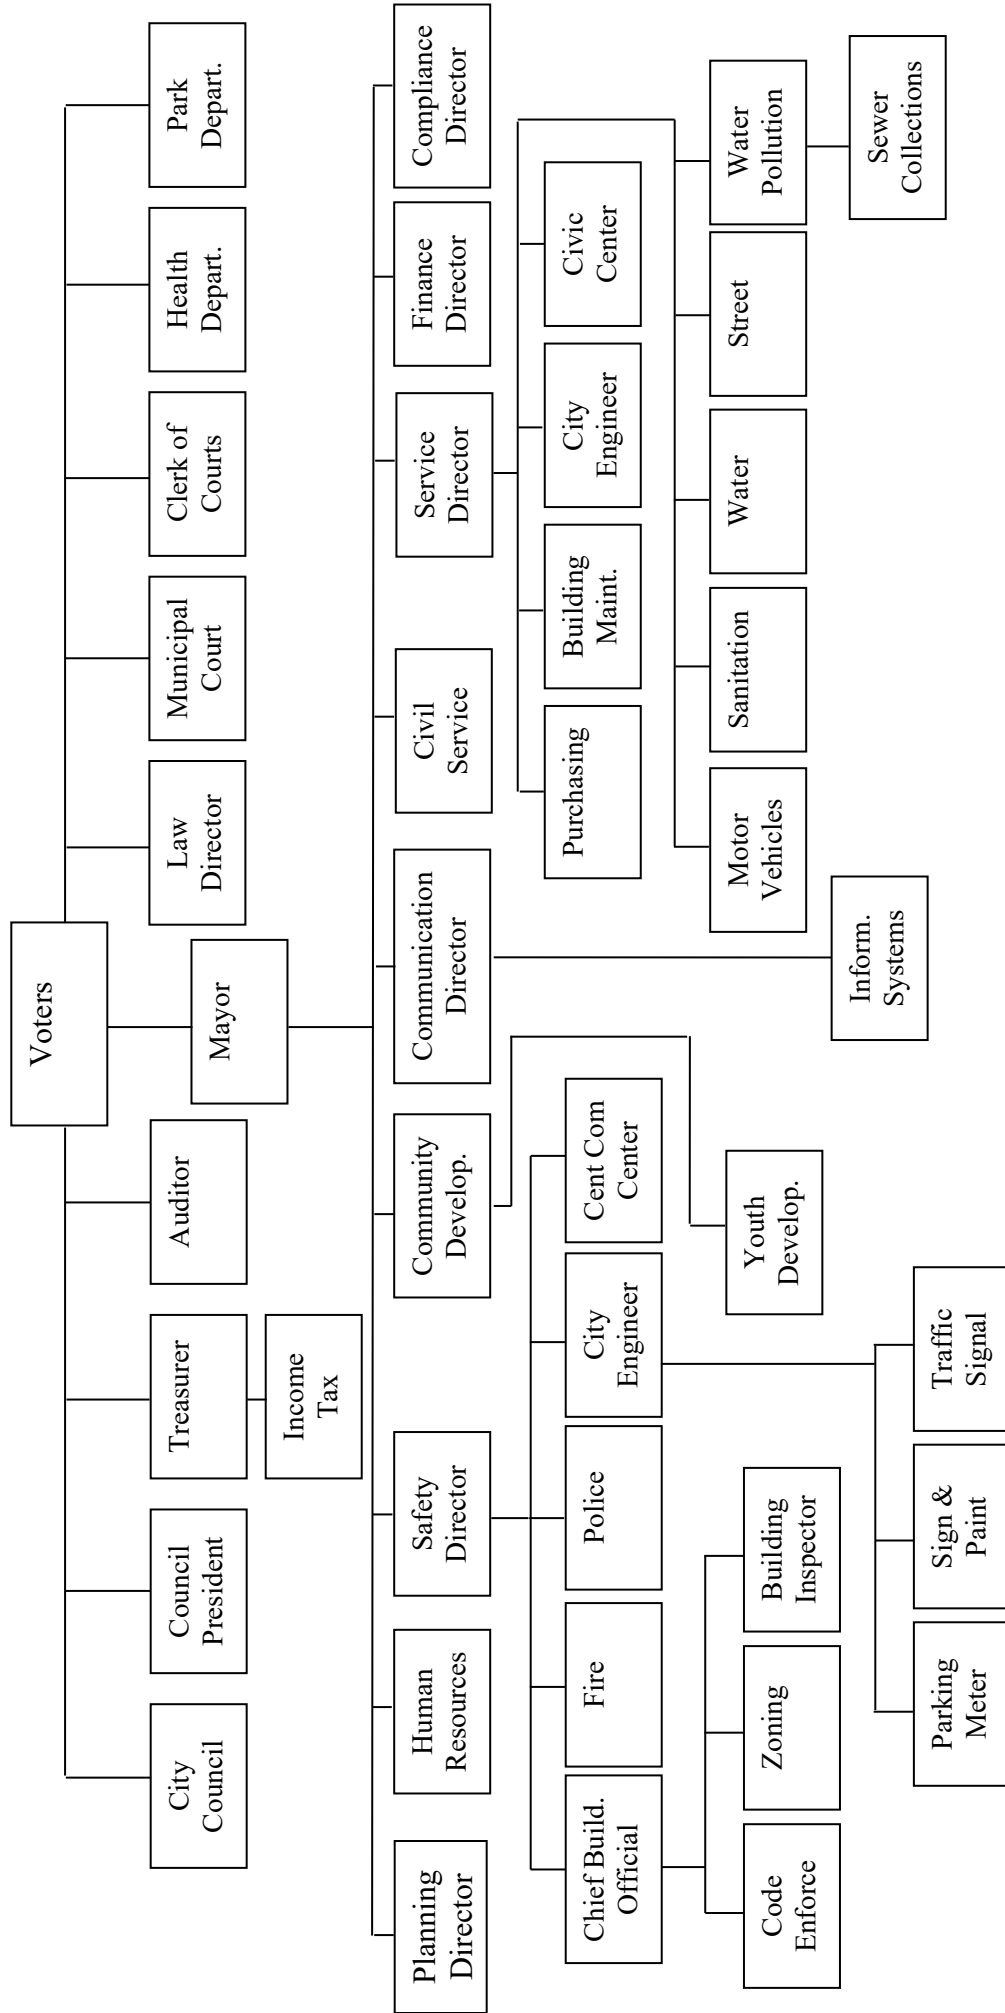 Voters
City
Council
Council
President
Treasurer
Auditor
Law
Director
Municipal
Court
Clerk of
Courts
Health
Depart.
Park
Depart.
Mayor
Income
Tax
Planning
Director
Human
Resources
Safety
Director
Community
Develop.
Communication
Director
Civil
Service
Service
Director
Finance
Director
Compliance
Director
Chief Build.
Official
Fire
Police
City
Engineer
Cent Com
Center
Purchasing
Building
Maint.
City
Engineer
Civic
Center
Code
Enforce
Zoning
Building
Inspector
Youth
Develop.
Motor
Vehicles
Sanitation
Water
Street
Water
Pollution
Inform.
Systems
Sewer
Collections
Parking
Meter
Sign &
Paint
Traffic
Signal